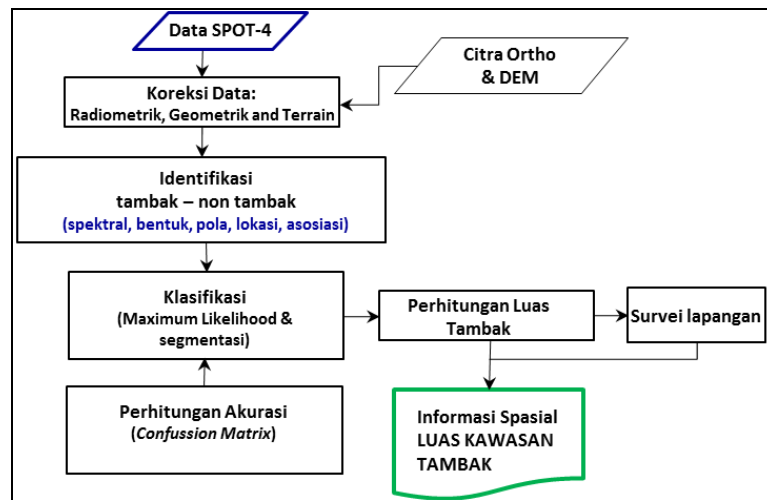 Data SPOT-4
Citra Ortho
& DEM
Koreksi Data:
Radiometrik, Geometrik and Terrain
Identifikasi
tambak – non tambak
(spektral, bentuk, pola, lokasi, asosiasi)
Klasifikasi
(Maximum Likelihood &
segmentasi)
Perhitungan Luas
Tambak
Survei lapangan
Perhitungan Akurasi
(Confussion Matrix)
Informasi Spasial
LUAS KAWASAN
TAMBAK